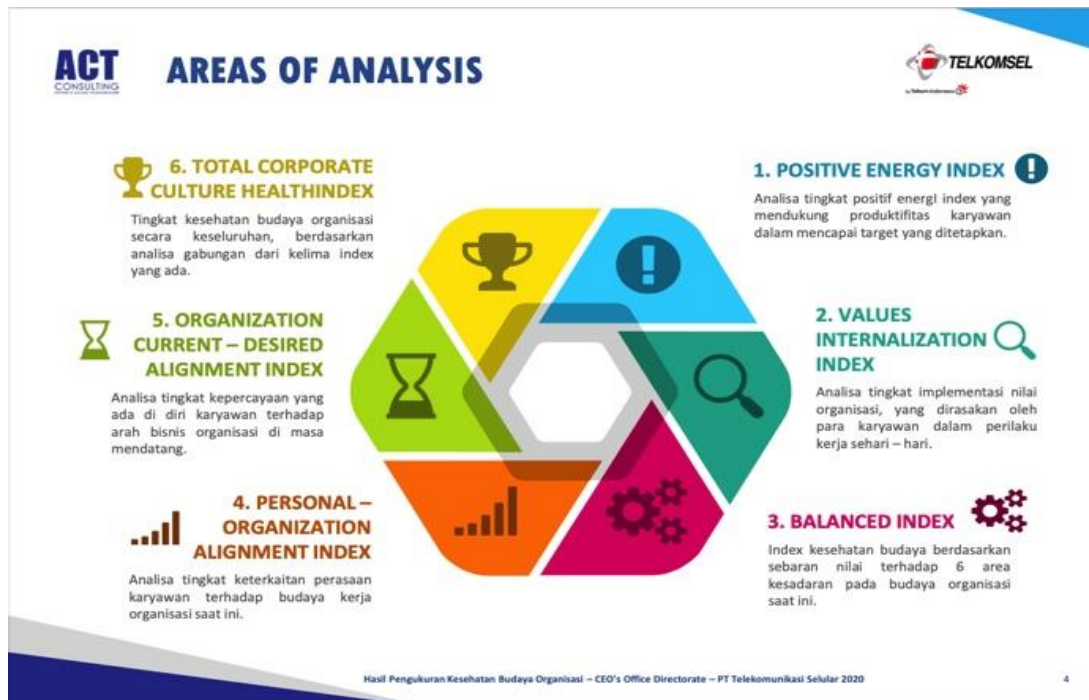 ACT
CONSULTING
AREAS OF ANALYSIS
TELKOMSEL
by Telkom Indonesia
6. TOTAL CORPORATE
CULTURE HEALTHINDEX
Tingkat kesehatan budaya organisasi
secara keseluruhan, berdasarkan
analisa gabungan dari kelima index
yang ada.
5. ORGANIZATION
CURRENT – DESIRED
ALIGNMENT INDEX
Analisa tingkat kepercayaan yang
ada di diri karyawan terhadap
arah bisnis organisasi di masa
mendatang.
4. PERSONAL –
ORGANIZATION
ALIGNMENT INDEX
Analisa tingkat keterkaitan perasaan
karyawan terhadap budaya kerja
organisasi saat ini.
1. POSITIVE ENERGY INDEX
Analisa tingkat positif energI index yang
mendukung produktifitas karyawan
dalam mencapai target yang ditetapkan.
2. VALUES
INTERNALIZATION
INDEX
Analisa tingkat implementasi nilai
organisasi, yang dirasakan oleh
para karyawan dalam perilaku
kerja sehari – hari.
3. BALANCED INDEX
Index kesehatan budaya berdasarkan
sebaran nilai terhadap 6 area
kesadaran pada budaya organisasi
saat ini.
Hasil Pengukuran Kesehatan Budaya Organisasi – CEO's Office Directorate – PT Telekomunikasi Selular 2020
4